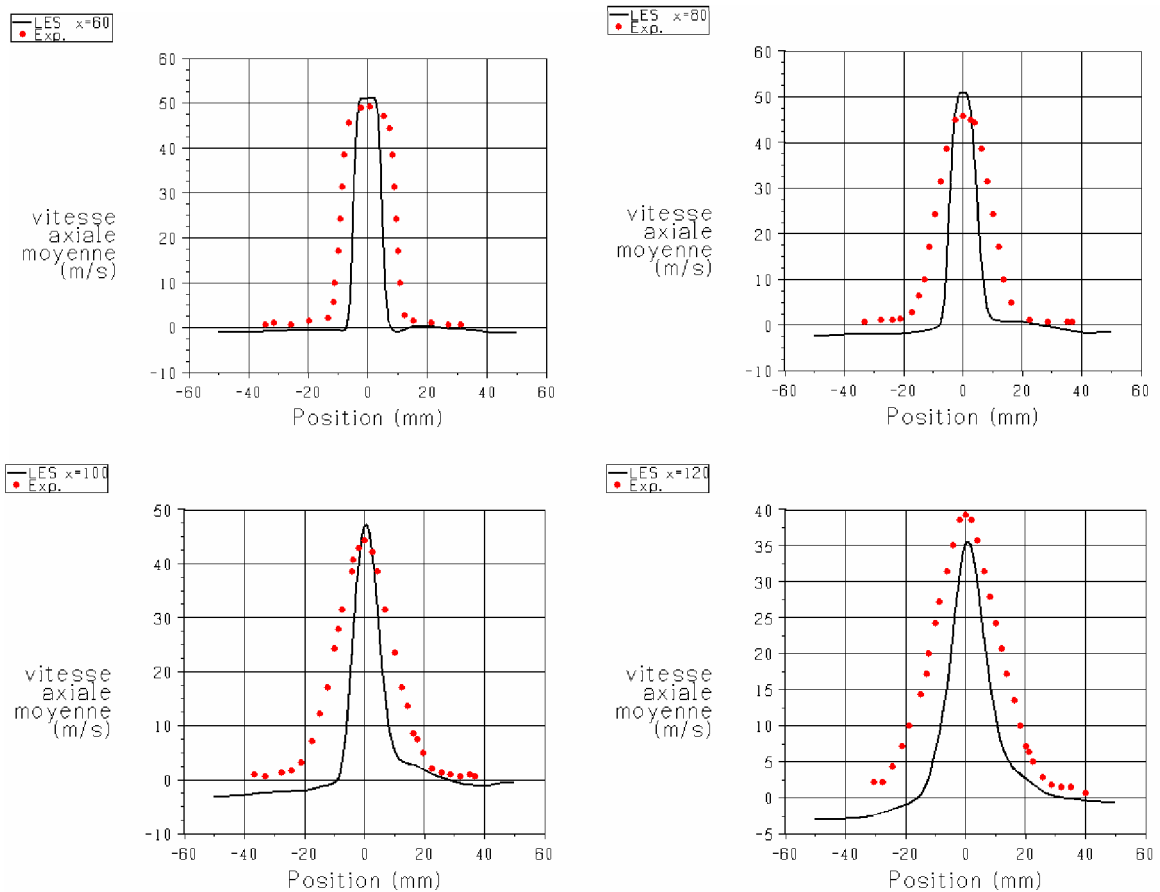 LES x=60
Exp.
60
50
40
30
20
10
0
-10
vitesse
axiale
moyenne
(m/s)
-60 -40 -20 0 20 40 60
Position (mm)
LES x=80
Exp.
60
50
40
30
20
10
0
-10
vitesse
axiale
moyenne
(m/s)
-60 -40 -20 0 20 40 60
Position (mm)
LES x=100
Exp.
50
40
30
20
10
0
-10
vitesse
axiale
moyenne
(m/s)
-60 -40 -20 0 20 40 60
Position (mm)
LES x=120
Exp.
40
35
30
25
20
15
10
5
0
-5
vitesse
axiale
moyenne
(m/s)
-60 -40 -20 0 20 40 60
Position (mm)